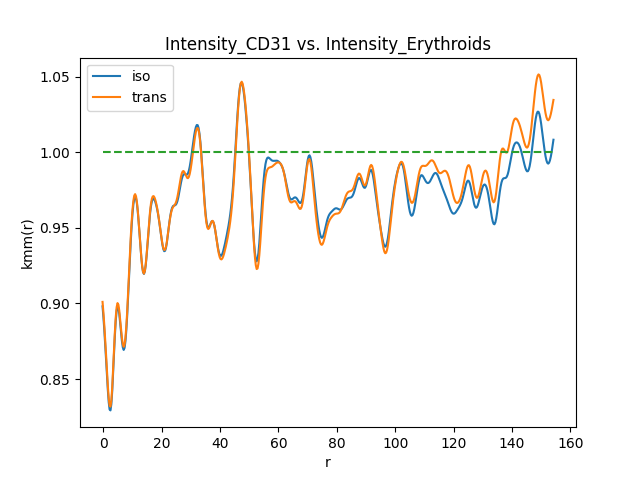 Intensity_CD31 vs. Intensity_Erythroids
iso
trans
kmm(r)
1.05
1.00
0.95
0.90
0.85
0 20 40 60 80 100 120 140 160
r